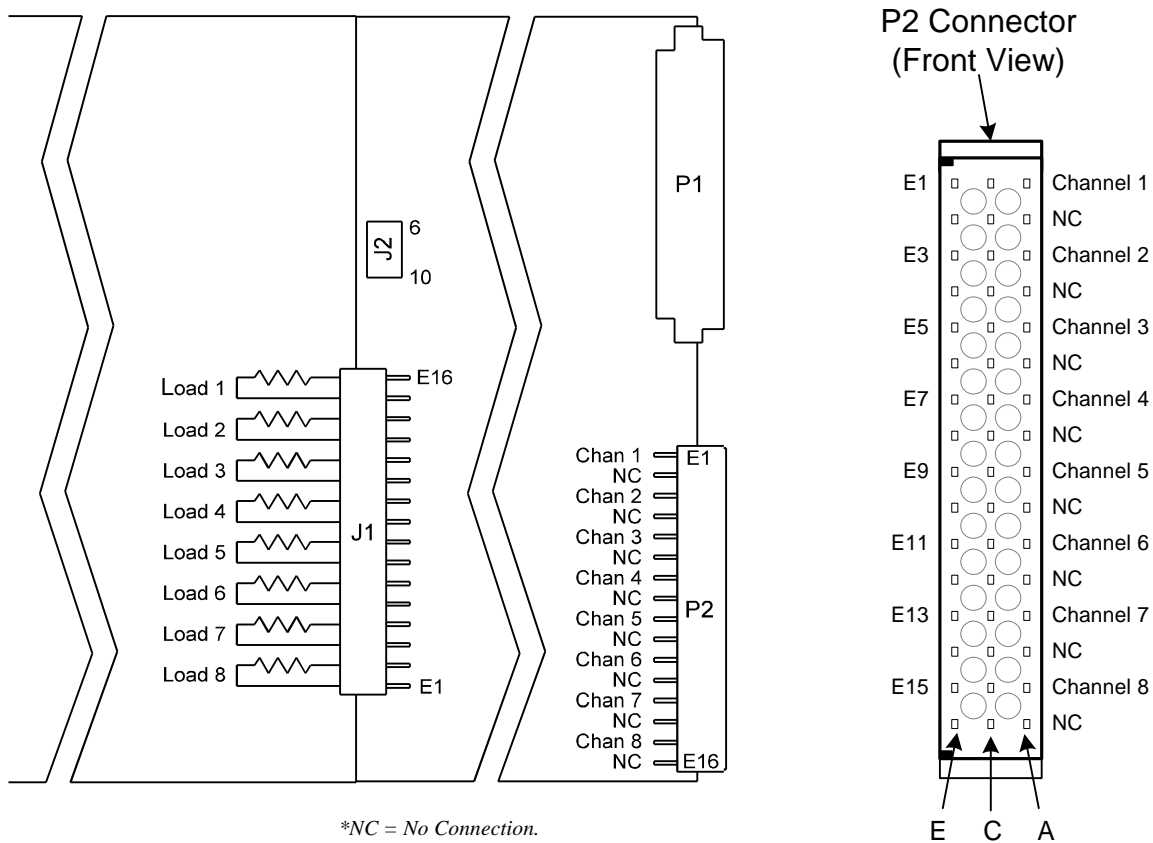 P2 Connector
(Front View)
P1
J2
6
10
Load 1
Load 2
Load 3
Load 4
Load 5
Load 6
Load 7
Load 8
J1
E16
E1
Chan 1
NC
Chan 2
NC
Chan 3
NC
Chan 4
NC
Chan 5
NC
Chan 6
NC
Chan 7
NC
Chan 8
NC
E1
P2
E16
E1 Channel 1
NC
E3 Channel 2
NC
E5 Channel 3
NC
E7 Channel 4
NC
E9 Channel 5
NC
E11 Channel 6
NC
E13 Channel 7
NC
E15 Channel 8
NC
E C A
*NC = No Connection.